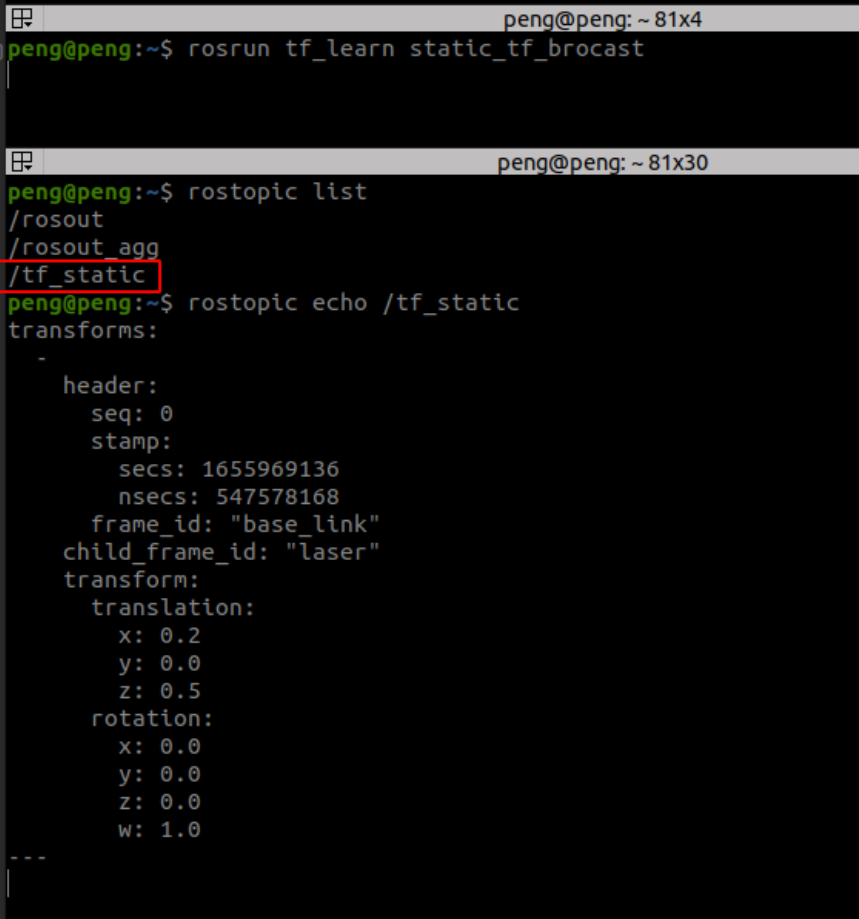 peng@peng: ~ 81x4
peng@peng:~$ rosrun tf_learn static_tf_brocast
peng@peng: ~ 81x30
peng@peng:~$ rostopic list
/rosout
/rosout_agg
/tf_static
peng@peng:~$ rostopic echo /tf_static
transforms:
  -
    header:
      seq: 0
      stamp:
        secs: 1655969136
        nsecs: 547578168
      frame_id: "base_link"
    child_frame_id: "laser"
    transform:
      translation:
        x: 0.2
        y: 0.0
        z: 0.5
      rotation:
        x: 0.0
        y: 0.0
        z: 0.0
        w: 1.0
---